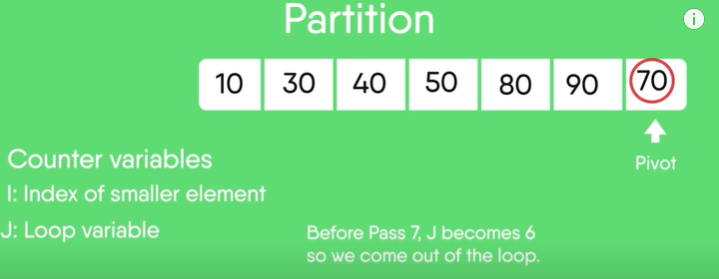 Partition
i
10 30 40 50 80 90 70
Pivot
Counter variables
I: Index of smaller element
J: Loop variable
Before Pass 7, J becomes 6
so we come out of the loop.